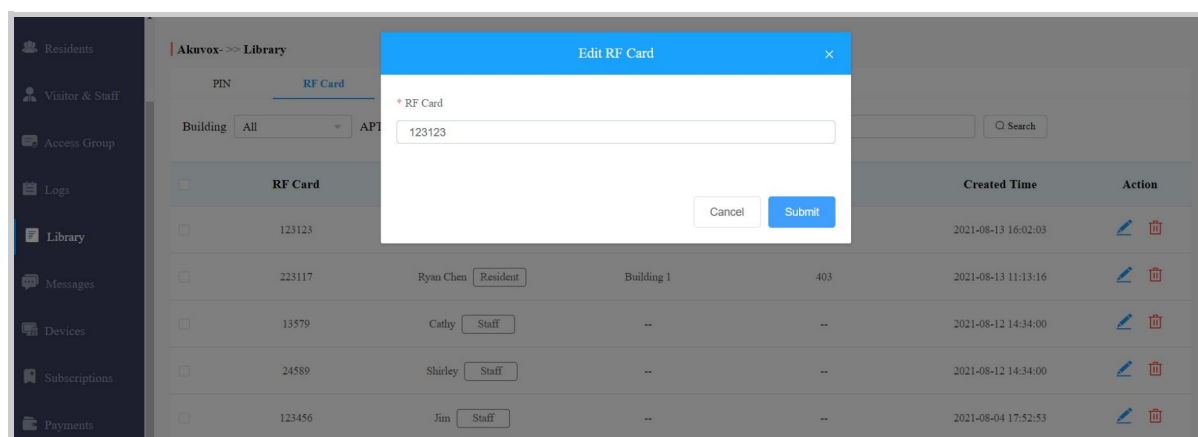 Residents
Visitor & Staff
Access Group
Logs
Library
Messages
Devices
Subscriptions
Payments
Akuvox- >> Library
PIN
RF Card
Building All APT
Search
Edit RF Card
* RF Card
123123
Cancel Submit
RF Card Created Time Action
123123 2021-08-13 16:02:03
223117 Ryan Chen Resident Building 1 403 2021-08-13 11:13:16
13579 Cathy Staff -- -- 2021-08-12 14:34:00
24589 Shirley Staff -- -- 2021-08-12 14:34:00
123456 Jim Staff -- -- 2021-08-04 17:52:53